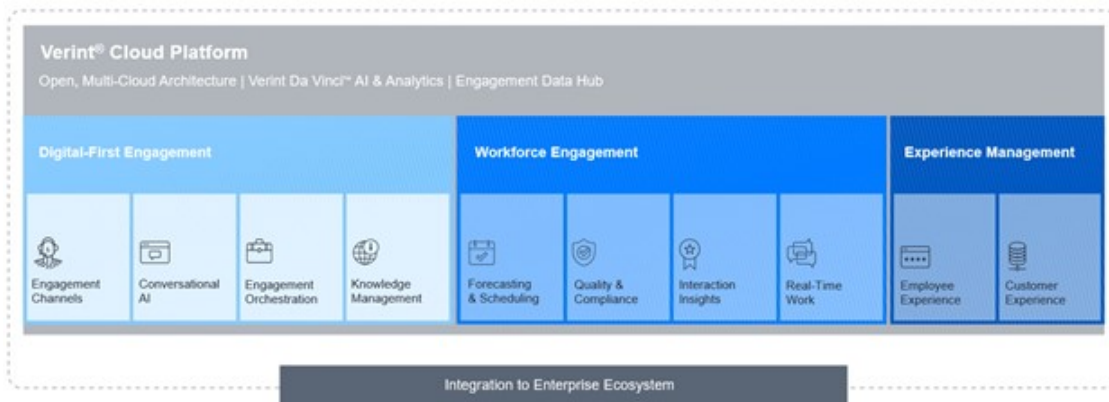 Verint® Cloud Platform
Open, Multi-Cloud Architecture | Verint Da Vinci™ AI & Analytics | Engagement Data Hub
Digital-First Engagement
Workforce Engagement
Experience Management
Engagement
Channels
Conversational
AI
Engagement
Orchestration
Knowledge
Management
Forecasting
& Scheduling
Quality &
Compliance
Interaction
Insights
Real-Time
Work
Employee
Experience
Customer
Experience
Integration to Enterprise Ecosystem